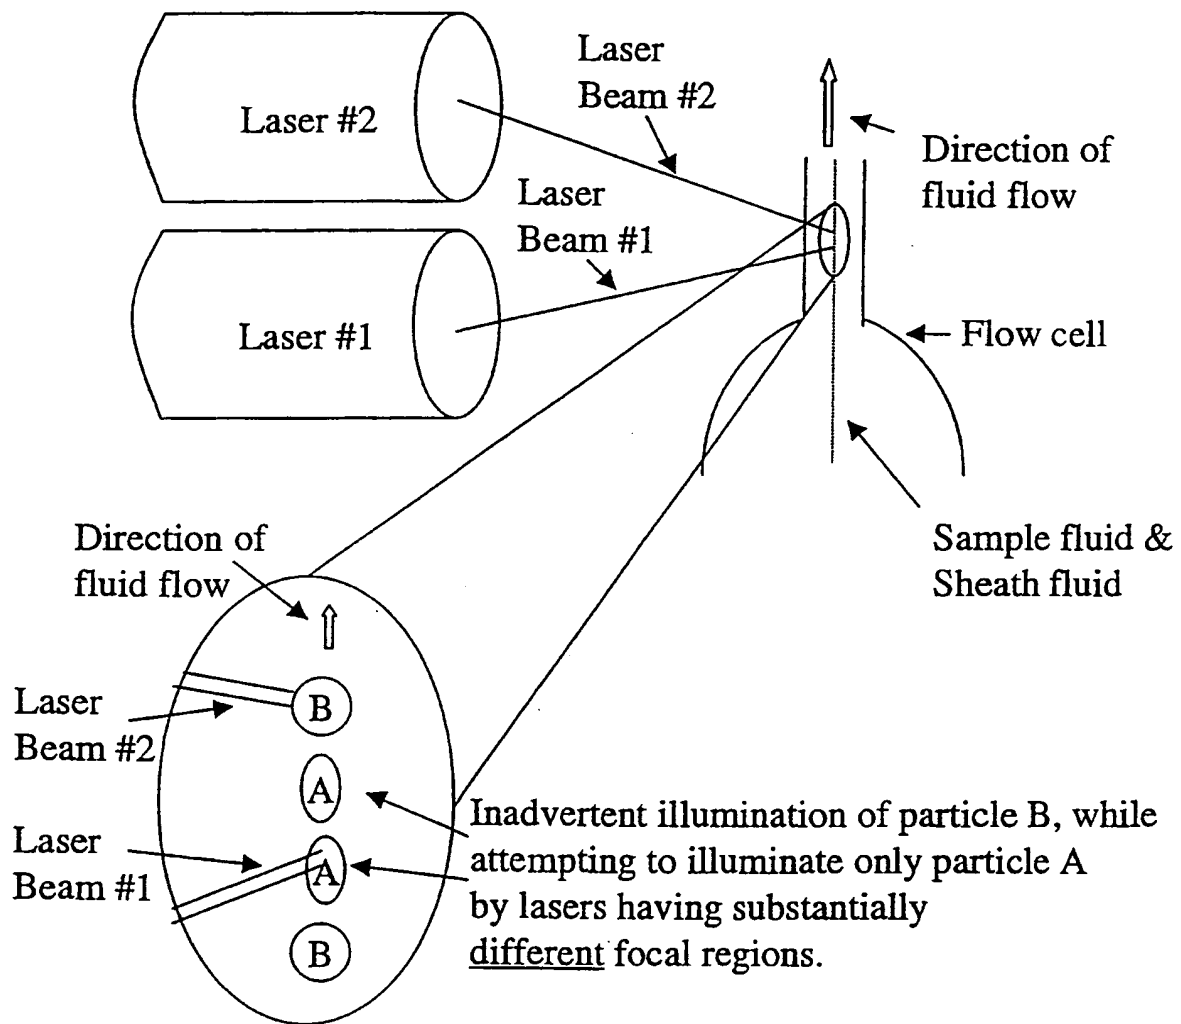 Laser
Beam #2
Laser #2
Direction of
fluid flow
Laser
Beam #1
Laser #1
Flow cell
Sample fluid &
Sheath fluid
Direction of
fluid flow
Laser
Beam #2
B
A
Laser
Beam #1
A
B
Inadvertent illumination of particle B, while
attempting to illuminate only particle A
by lasers having substantially
different focal regions.